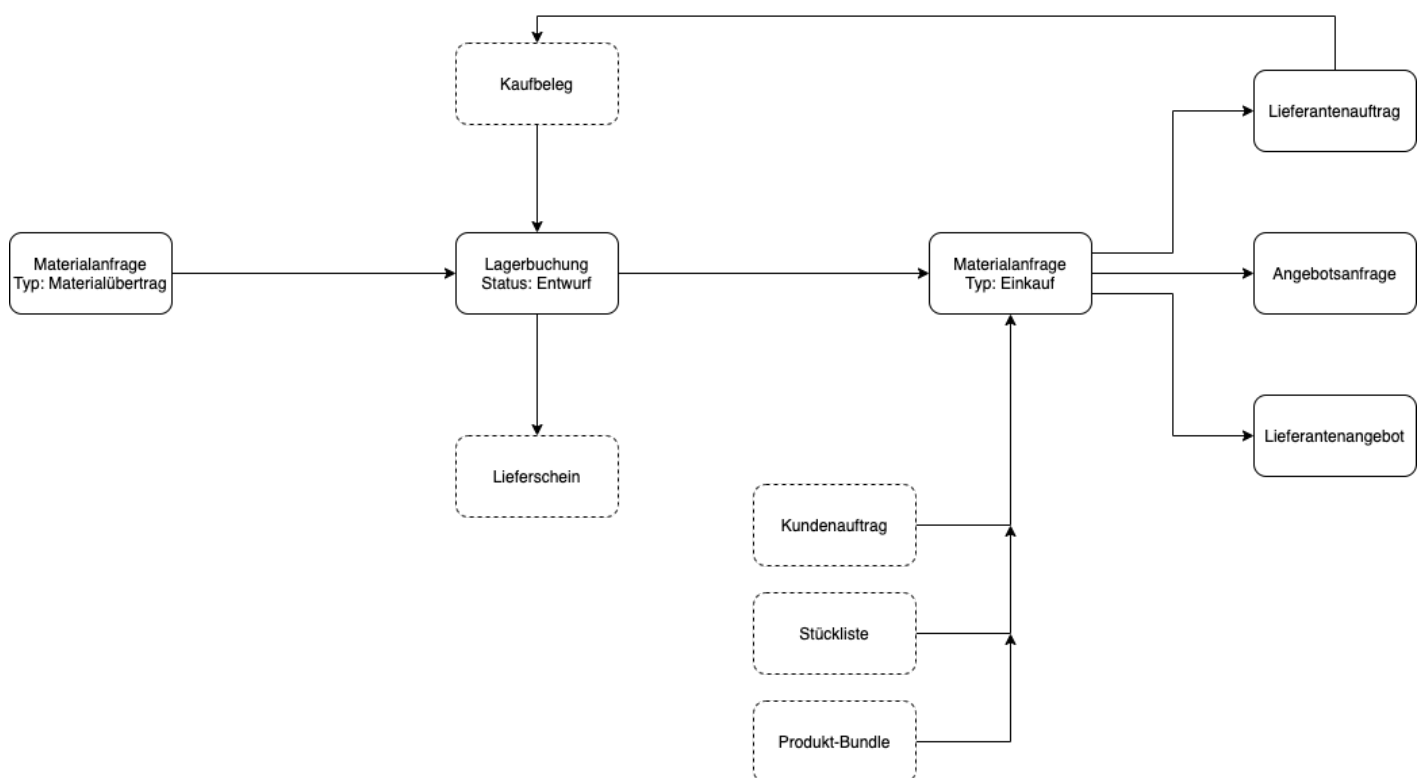 Kaufbeleg
Lieferantenauftrag
Materialanfrage
Typ: Materialübertrag
Lagerbuchung
Status: Entwurf
Materialanfrage
Typ: Einkauf
Angebotsanfrage
Lieferantenangebot
Lieferschein
Kundenauftrag
Stückliste
Produkt-Bundle